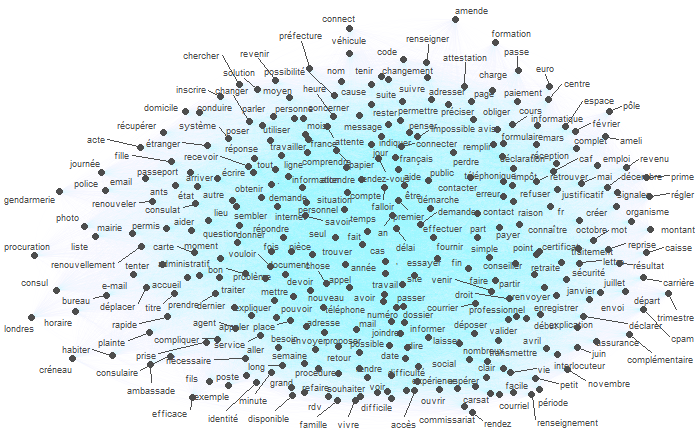 amende
connect
formation
préfecture véhicule renseigner
revenir code passe
chercher attestation
solution possibilité nom tenir changement euro
inscrire changer moyen heure cause suite suivre adresser charge centre
page paiement
domicile conduire parler personne concerner rester permettre préciser obliger cours espace
pôle
système utiliser mois message penser impossible avis informatique février
récupérer poser indiquer
acte étranger réponse travailler france attente connecter remplir formulaire mars complet ameli
fille recevoir comprendre papier jour français déclaration réception
journée passeport tout ligne perdre caf emploi revenu
police email arriver écrire information rendez-vous aide public téléphonique impôt retrouver mai décembre prime
gendarmerie ants état obtenir situation contacter erreur refuser justificatif signaler régler
renouveler autre demande compte être démarche
consulat personnel falloir
photo lieu sembler internet savoir temps premier demander contact raison fr créer organisme
mairie permis aller
question donner répondre seul fait an effectuer part payer connaître octobre mot montant
procuration liste carte moment fois pièce trouver cas délai simple point certificat traitement reprise caisse
renouvellement tenter administratif vouloir document chose année essayer fournir conseiller retraite lettre résultat
bon problème fin sécurité
consul e-mail accueil devoir appel travail site venir faire partir juillet carrière
titre dernier mettre nouveau avoir droit renvoyer janvier
bureau déplacer prendre passer envoi départ
londres horaire expliquer pouvoir téléphone courrier professionnel enregistrer trimestre
rapide agent appeler place adresse numéro dossier début explication déclarer
mail déposer valider cpam
plainte joindre informer
compliquer service besoin envoyer proposer possible dire laisser avril assurance
habiter prise aller semaine retour date nombreux transmettre juin complémentaire
consulaire nécessaire social clair interlocuteur
créneau long procédure rendre difficulté vie
ambassade fils poste grand expérience espérer petit novembre
minute refaire souhaiter voir facile
exemple ouvrir carsat courriel période
efficace identité disponible rdv difficile
famille vivre accès commissariat rendez renseignement